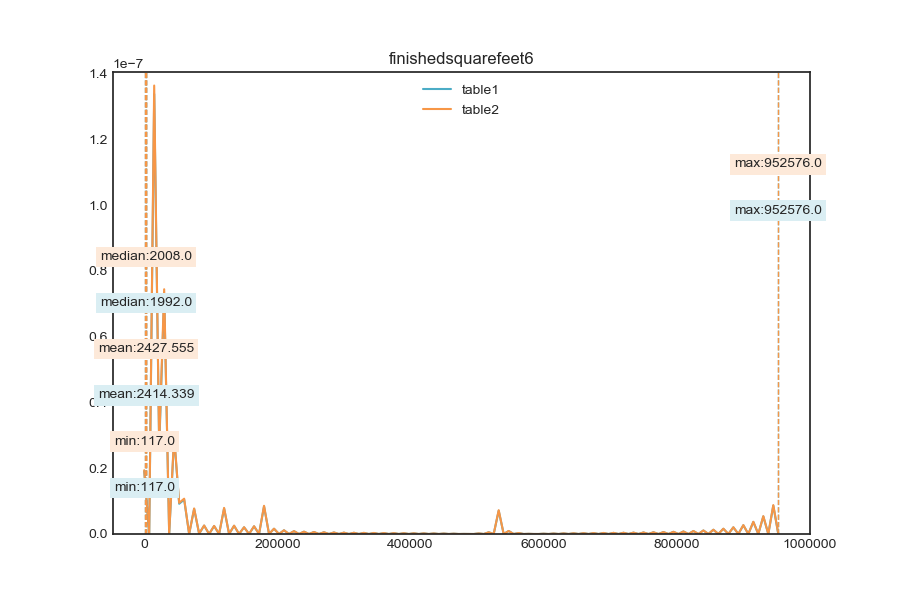 finishedsquarefeet6
1e−7
1.4
1.2
1.0
0.8
0.6
0.2
0.0
table1
table2
max:952576.0
max:952576.0
median:2008.0
median:1992.0
mean:2427.555
mean:2414.339
min:117.0
min:117.0
0
200000
400000
600000
800000
1000000